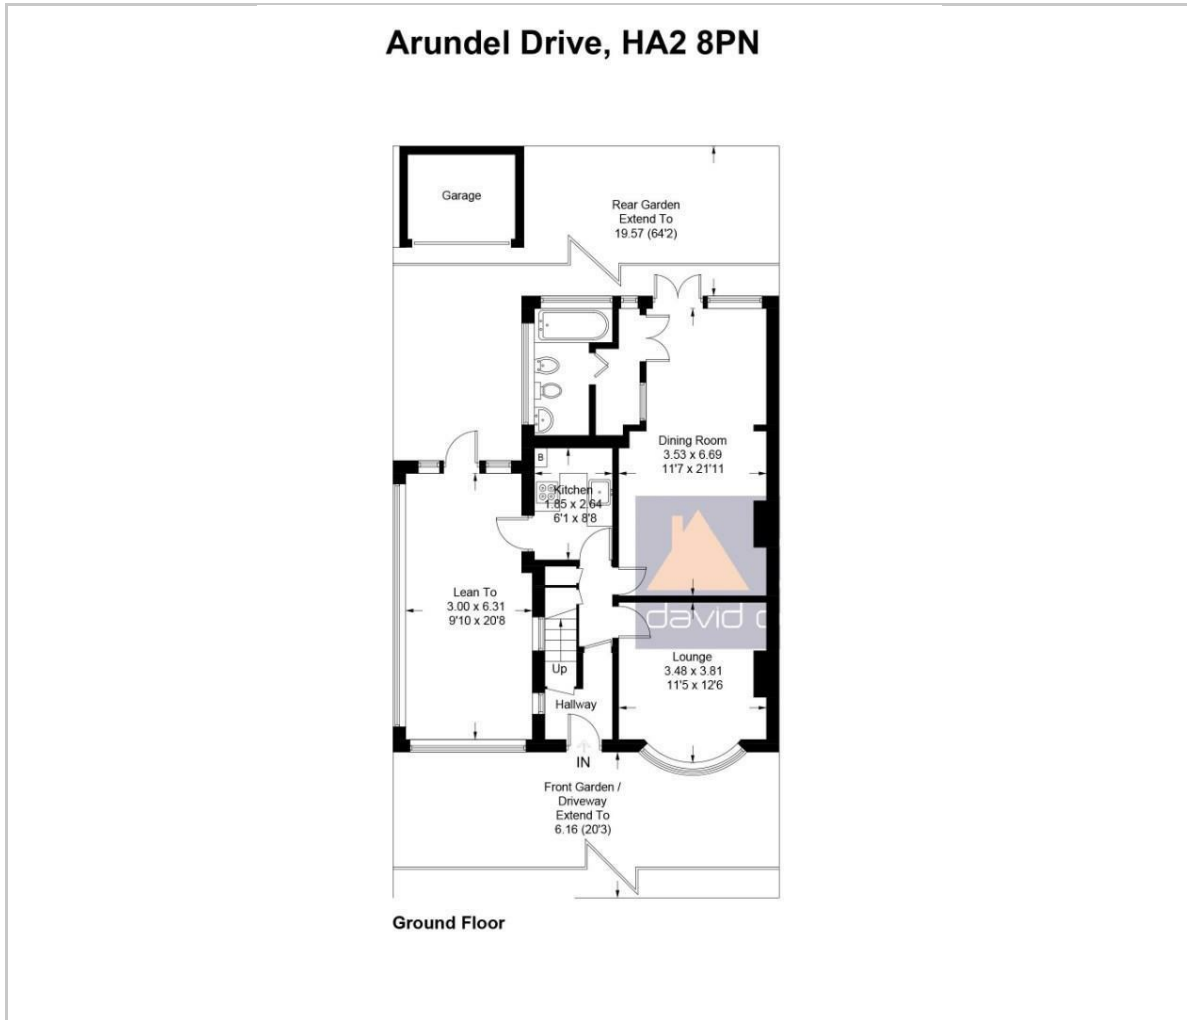 Arundel Drive, HA2 8PN
Garage
Rear Garden
Extend To
19.57 (64'2)
Dining Room
3.53 x 6.69
11'7 x 21'11
B
Kitchen
1.85 x 2.64
6'1 x 8'8
Lean To
3.00 x 6.31
9'10 x 20'8
david c
Lounge
3.48 x 3.81
11'5 x 12'6
Up
Hallway
IN
Front Garden /
Driveway
Extend To
6.16 (20'3)
Ground Floor